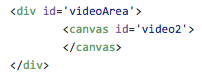 <div id='videoArea'>
<canvas id='video2'>
</canvas>
</div>